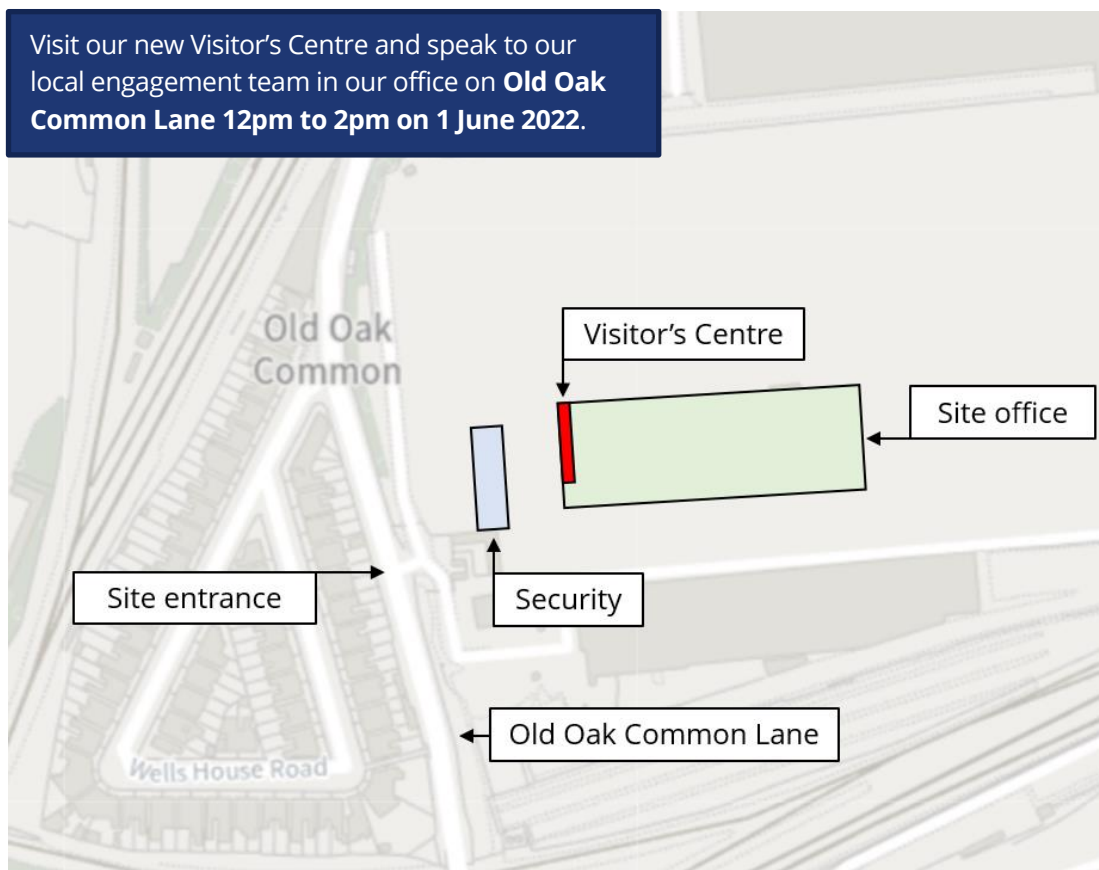 Visit our new Visitor’s Centre and speak to our
local engagement team in our office on Old Oak
Common Lane 12pm to 2pm on 1 June 2022.
Old Oak
Common
Visitor’s Centre
Site office
Site entrance
Security
Old Oak Common Lane
Wells House Road